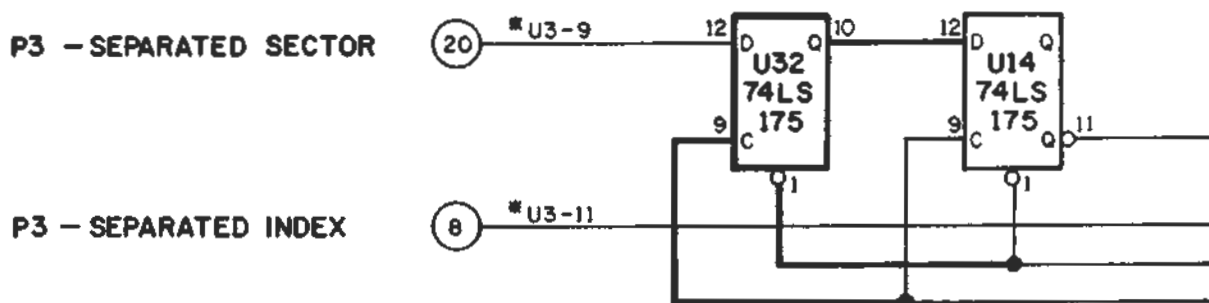 P3 – SEPARATED SECTOR
20
*U3-9
12
D
Q
10
12
D
Q
U32
74LS
175
U14
74LS
175
9
C
9
C
Q
11
1
1
P3 – SEPARATED INDEX
8
*U3-11